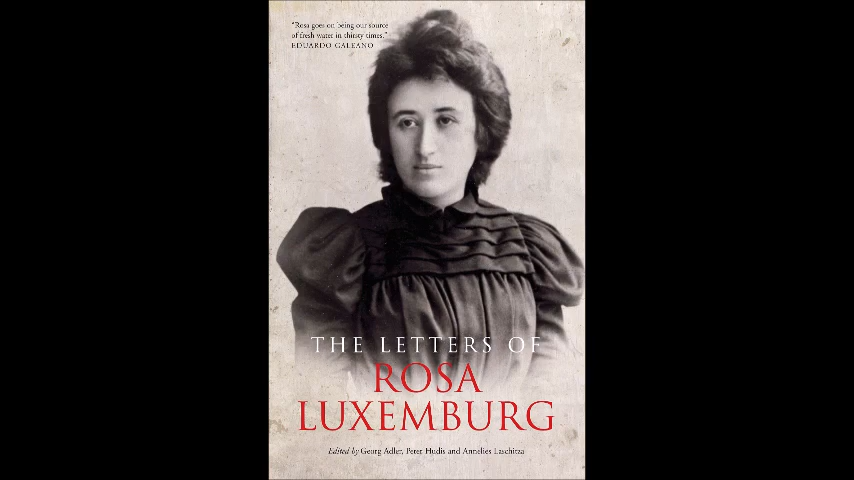 "Rosa goes on being our source
of fresh water in thirsty times."
EDUARDO GALEANO
THE LETTERS OF
ROSA
LUXEMBURG
Edited by Georg Adler, Peter Hudis and Annelies Laschitza